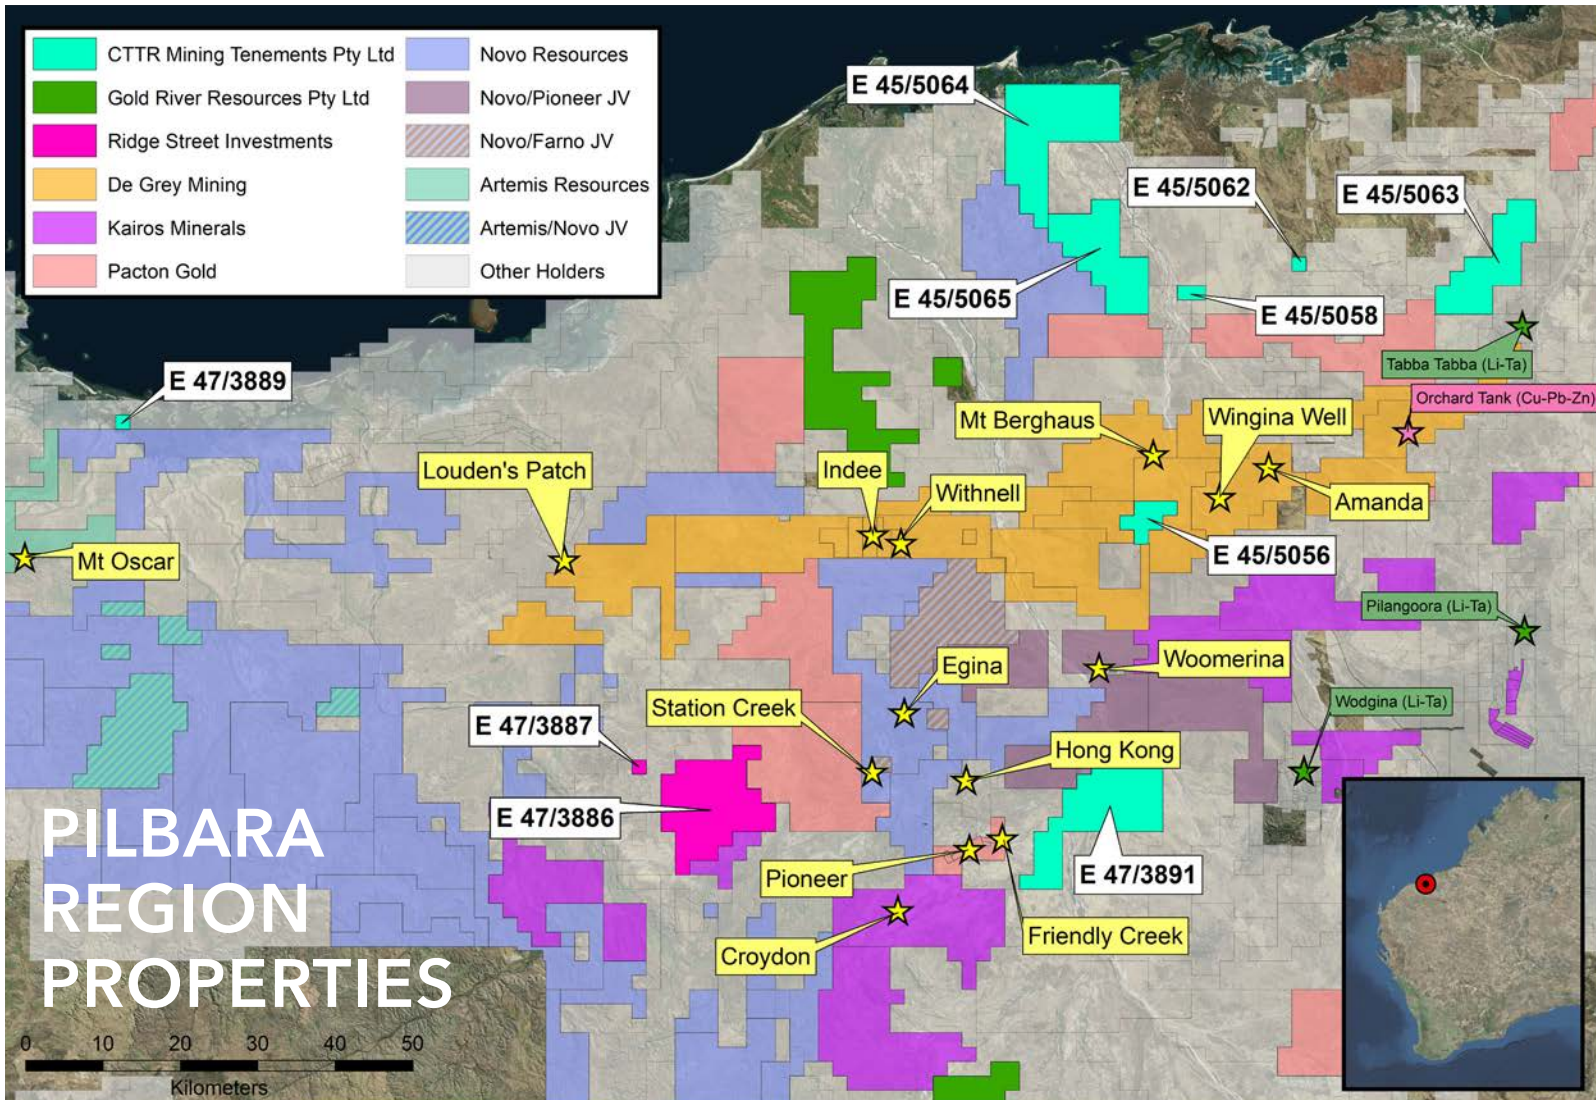 CTTR Mining Tenements Pty Ltd
Gold River Resources Pty Ltd
Ridge Street Investments
De Grey Mining
Kairos Minerals
Pacton Gold
Novo Resources
Novo/Pioneer JV
Novo/Farno JV
Artemis Resources
Artemis/Novo JV
Other Holders
E 45/5064
E 45/5062
E 45/5063
E 45/5065
E 45/5058
Tabba Tabba (Li-Ta)
E 47/3889
Orchard Tank (Cu-Pb-Zn)
Mt Berghaus
Wingina Well
Louden's Patch
Indee
Withnell
Amanda
Mt Oscar
E 45/5056
Pilangoora (Li-Ta)
Egina
Woomerina
Station Creek
Wodgina (Li-Ta)
E 47/3887
Hong Kong
E 47/3886
Pioneer
E 47/3891
Friendly Creek
Croydon
PILBARA
REGION
PROPERTIES
0 10 20 30 40 50
Kilometers